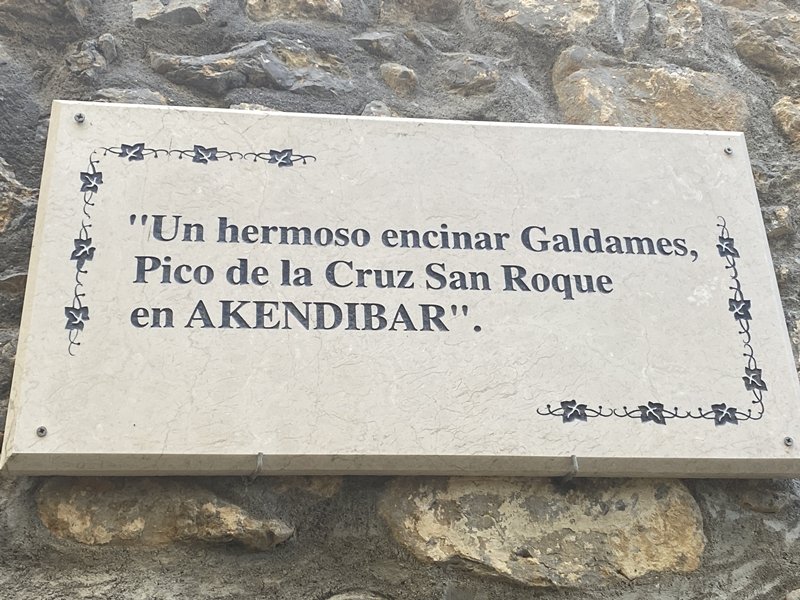 "Un hermoso encinar Galdames,
Pico de la Cruz San Roque
en AKENDIBAR".